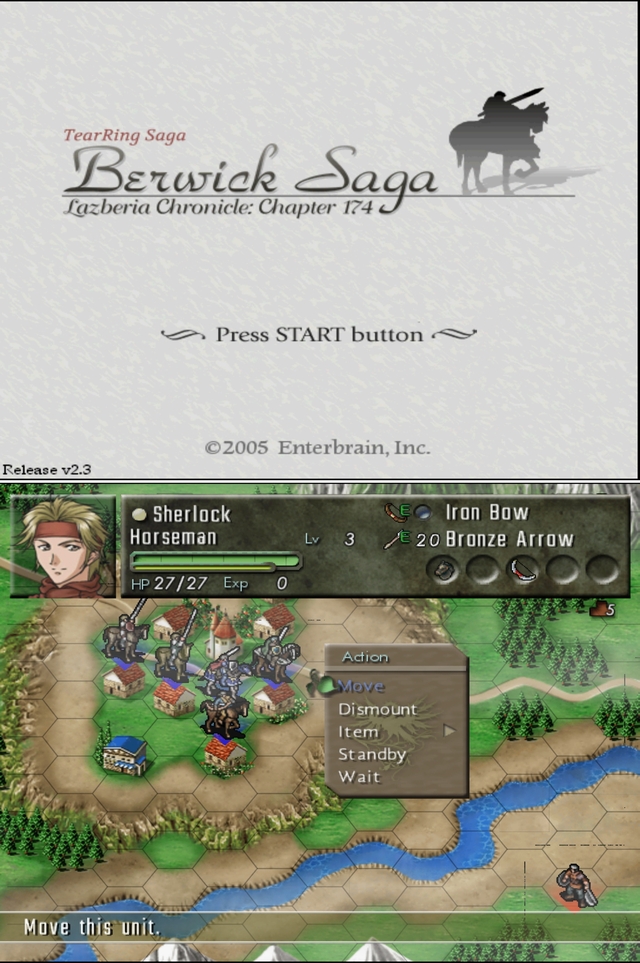 TearRing Saga
Berwick Saga
Lazberia Chronicle: Chapter 174
Press START button
©2005 Enterbrain, Inc.
Release v2.3
Sherlock
Horseman Lv 3
HP 27/27 Exp 0
E Iron Bow
E 20 Bronze Arrow
5
Action
Move
Dismount
Item
Standby
Wait
Move this unit.